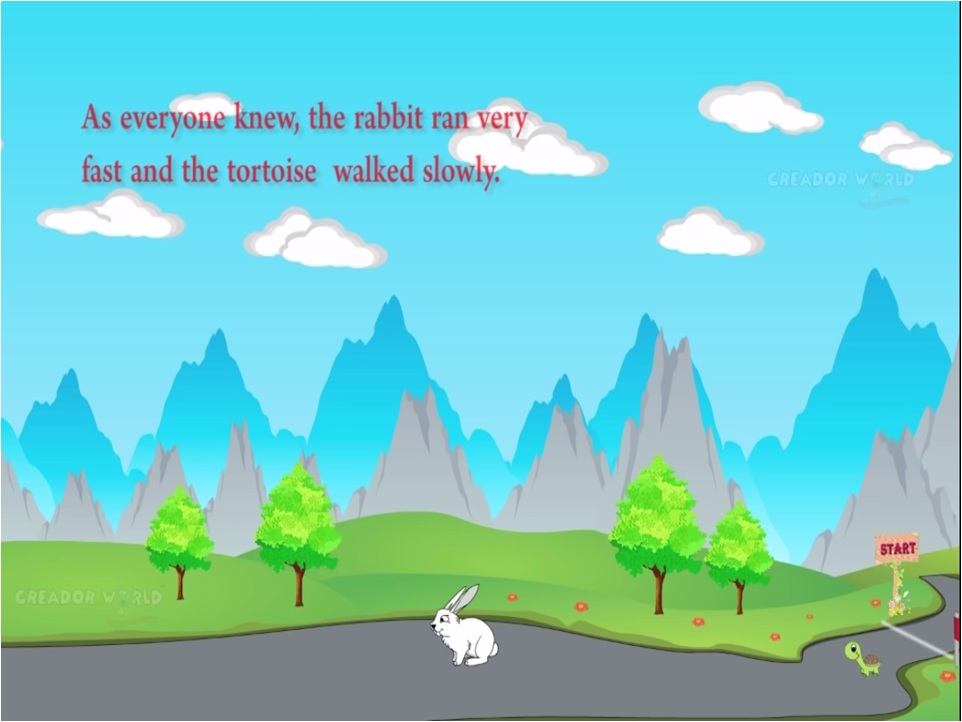 As everyone knew, the rabbit ran very
fast and the tortoise walked slowly.
CREADOR WORLD
START
CREADOR WORLD